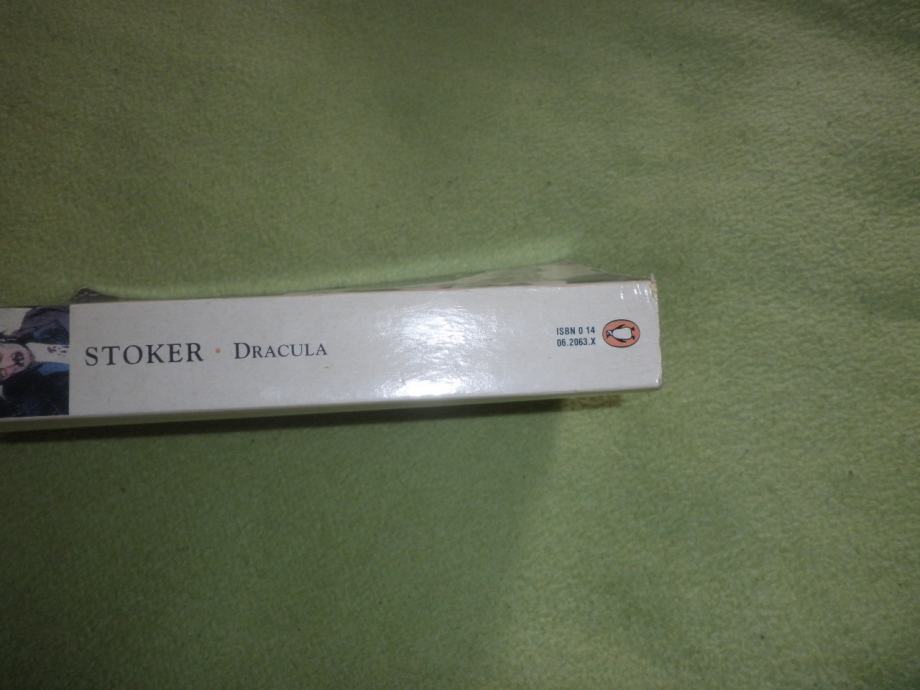 STOKER • DRACULA
ISBN 0 14
06.2063.X